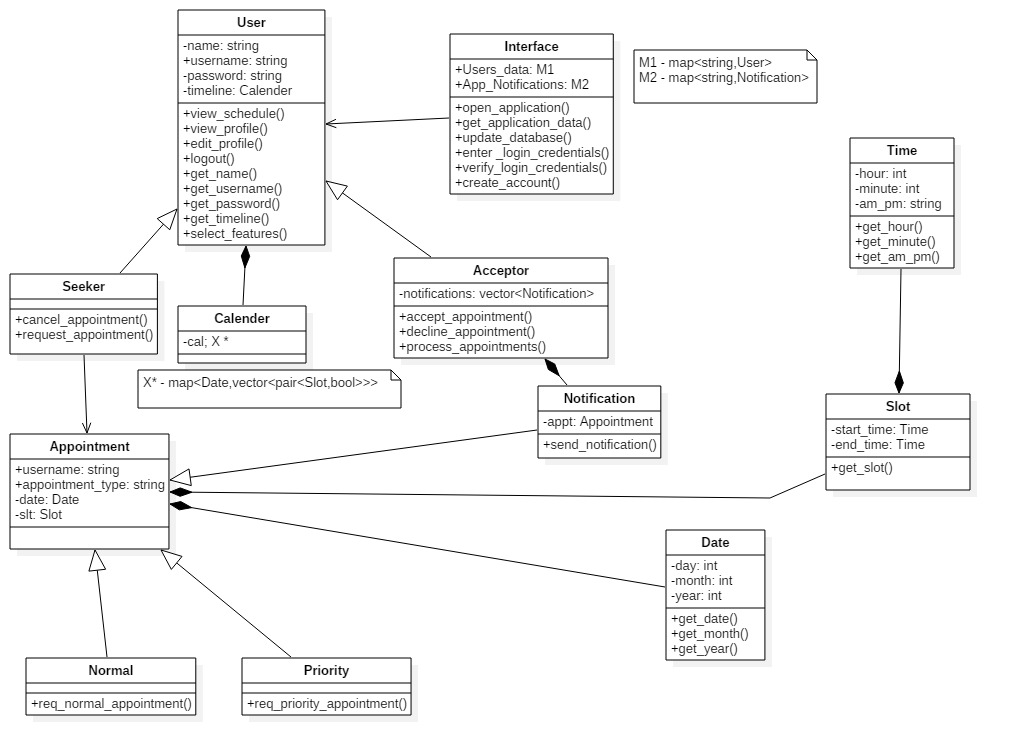 User
-name: string
+username: string
-password: string
-timeline: Calender
+view_schedule()
+view_profile()
+edit_profile()
+logout()
+get_name()
+get_username()
+get_password()
+get_timeline()
+select_features()
Interface
+Users_data: M1
+App_Notifications: M2
+open_application()
+get_application_data()
+update_database()
+enter _login_credentials()
+verify_login_credentials()
+create_account()
M1 - map<string,User>
M2 - map<string,Notification>
Time
-hour: int
-minute: int
-am_pm: string
+get_hour()
+get_minute()
+get_am_pm()
Seeker
+cancel_appointment()
+request_appointment()
Calender
-cal; X *
X* - map<Date,vector<pair<Slot,bool>>>
Acceptor
-notifications: vector<Notification>
+accept_appointment()
+decline_appointment()
+process_appointments()
Notification
-appt: Appointment
+send_notification()
Slot
-start_time: Time
-end_time: Time
+get_slot()
Appointment
+username: string
+appointment_type: string
-date: Date
-slt: Slot
Date
-day: int
-month: int
-year: int
+get_date()
+get_month()
+get_year()
Normal
+req_normal_appointment()
Priority
+req_priority_appointment()